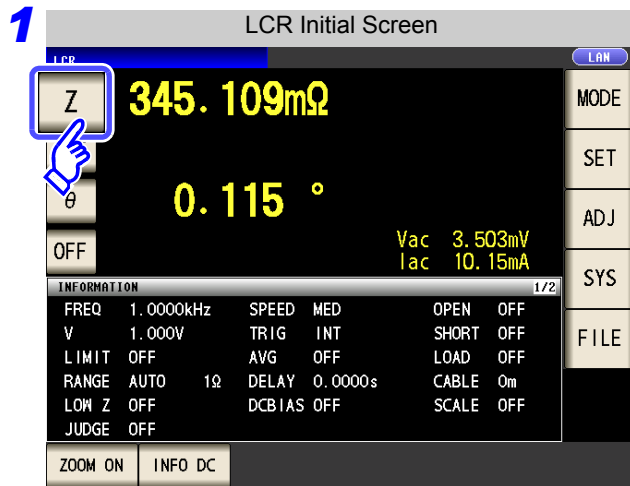 1
LCR Initial Screen
LCR
LAN
Z 345.109mΩ
MODE
SET
θ 0.115 °
ADJ
OFF
Vac 3.503mV
Iac 10.15mA
SYS
INFORMATION 1/2
FREQ 1.0000kHz SPEED MED OPEN OFF
V 1.000V TRIG INT SHORT OFF
FILE
LIMIT OFF AVG OFF LOAD OFF
RANGE AUTO 1Ω DELAY 0.0000s CABLE 0m
LOW Z OFF DCBIAS OFF SCALE OFF
JUDGE OFF
ZOOM ON INFO DC